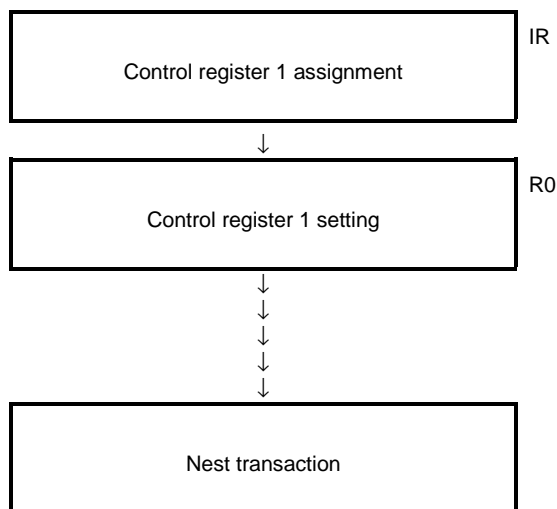 IR
Control register 1 assignment
↓
R0
Control register 1 setting
↓
↓
↓
↓
↓
Nest transaction